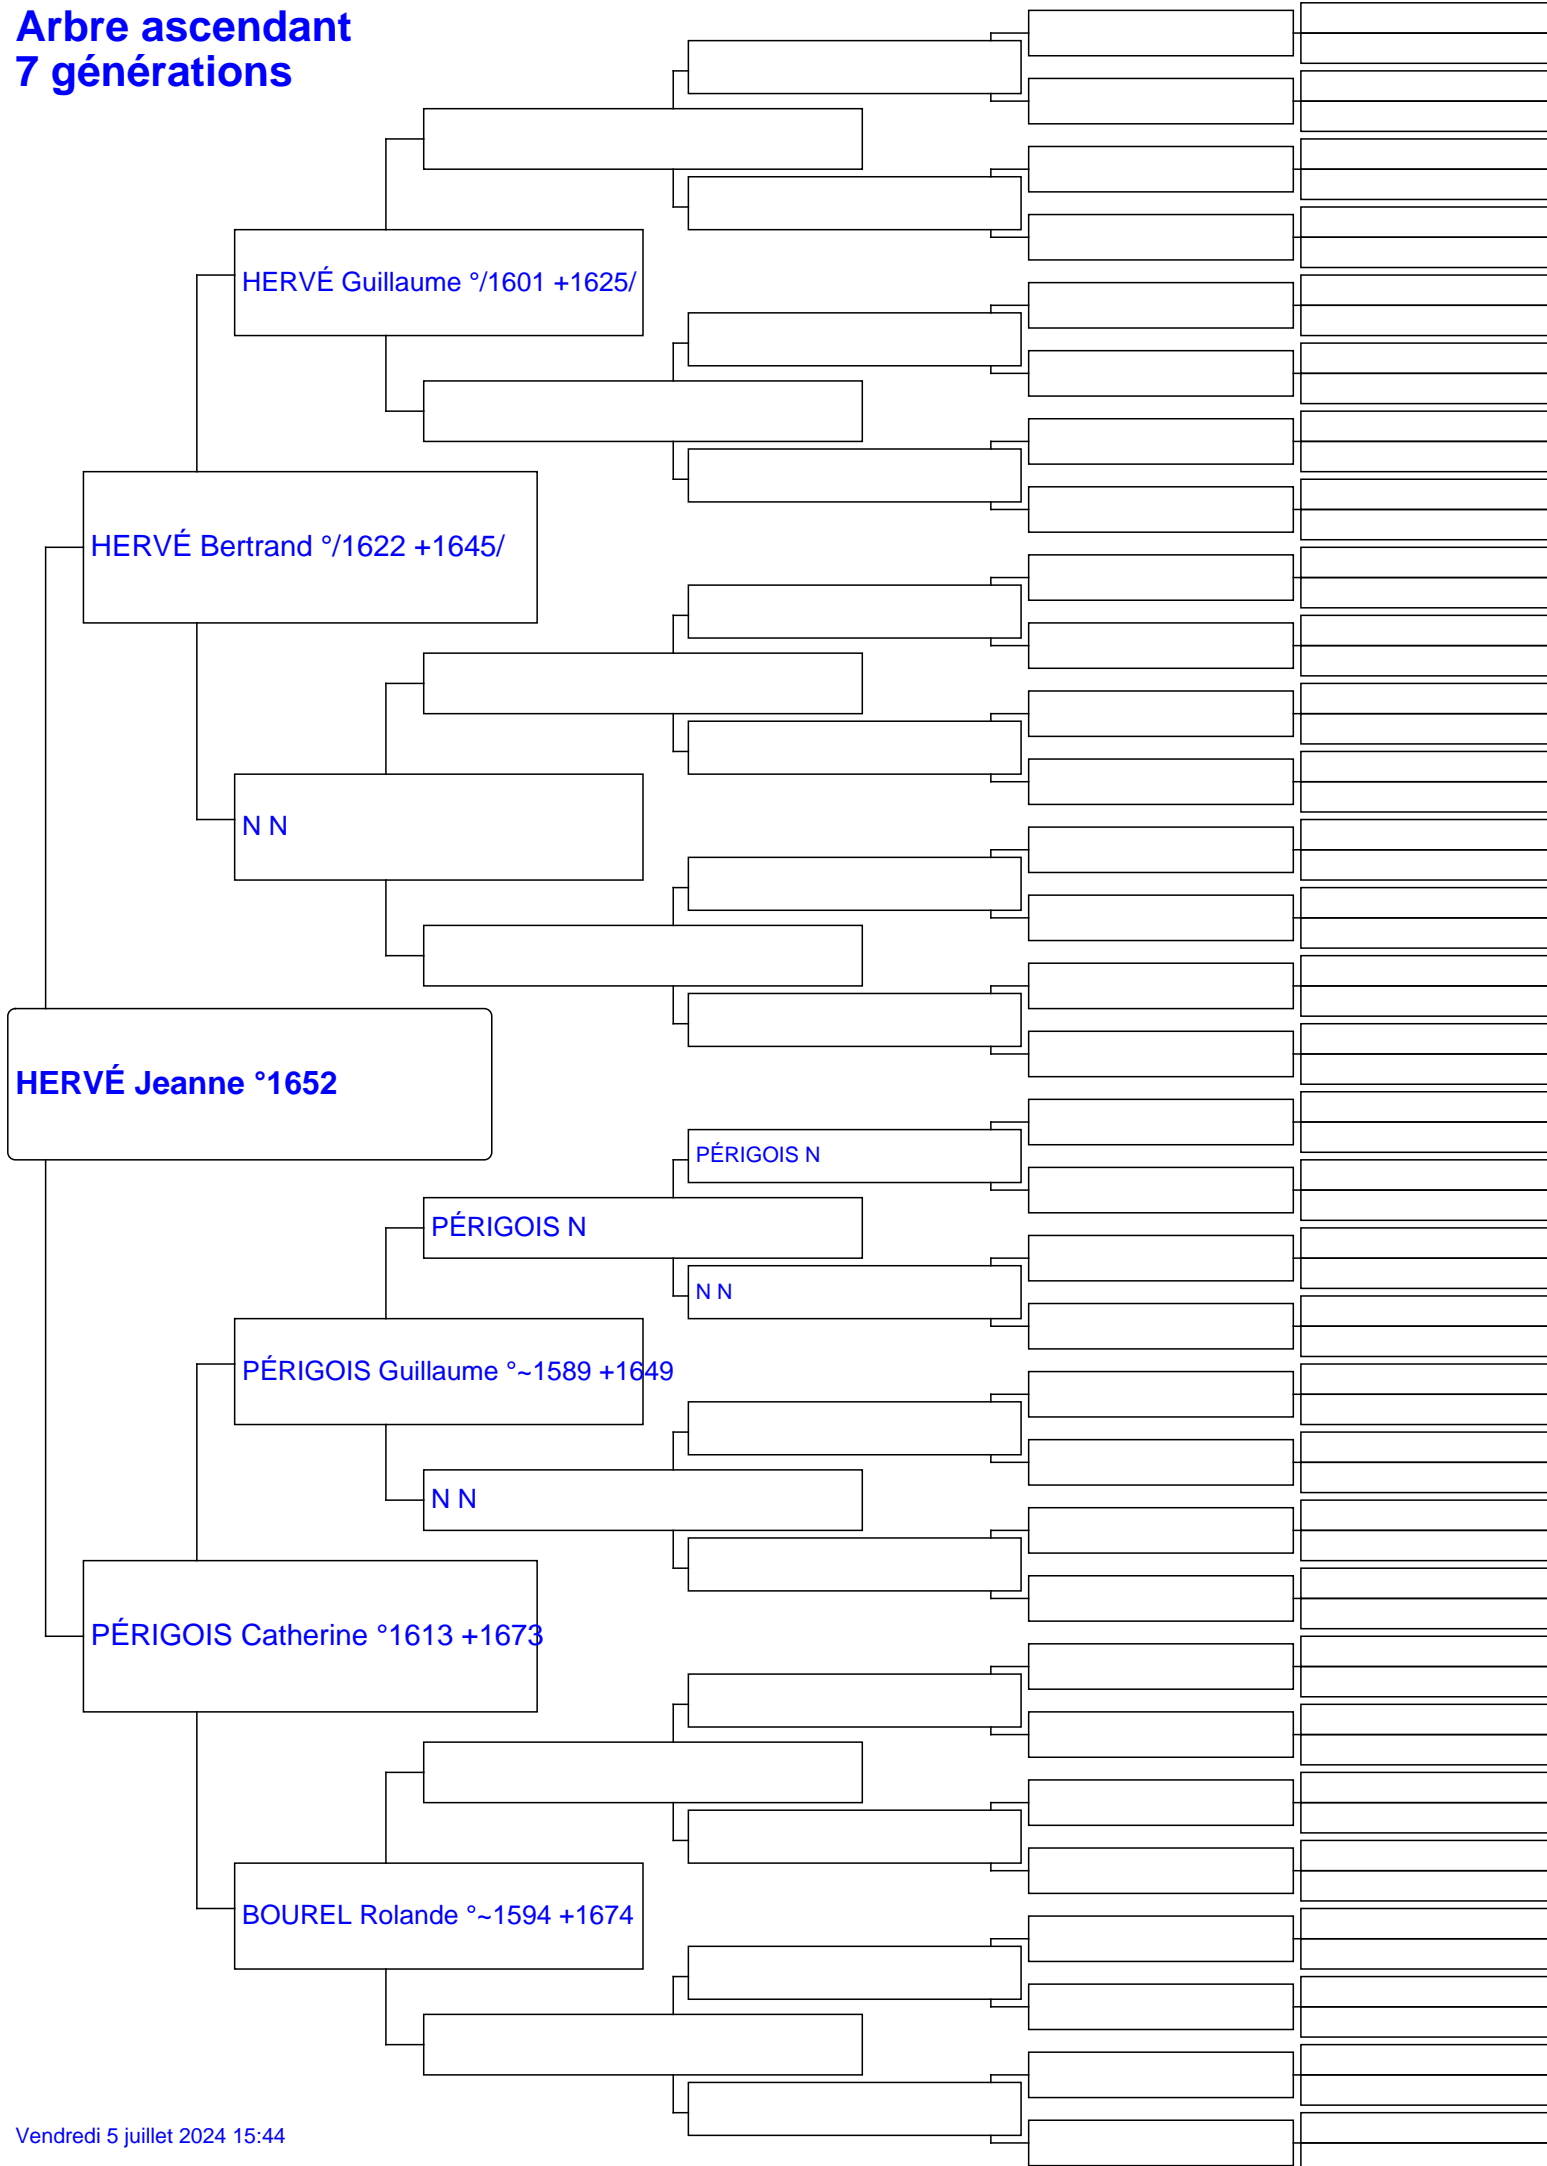 Arbre ascendant
7 générations
HERVÉ Guillaume °/1601 +1625/
HERVÉ Bertrand °/1622 +1645/
N N
HERVÉ Jeanne °1652
PÉRIGOIS N
PÉRIGOIS N
N N
PÉRIGOIS Guillaume °~1589 +1649
N N
PÉRIGOIS Catherine °1613 +1673
BOUREL Rolande °~1594 +1674
Vendredi 5 juillet 2024 15:44